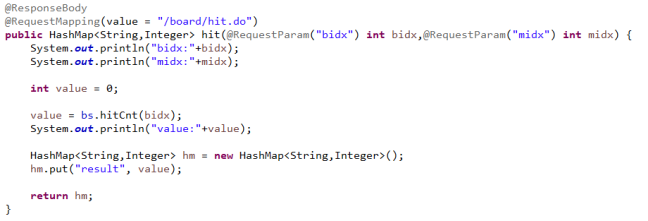 @ResponseBody
@RequestMapping(value = "/board/hit.do")
public HashMap<String,Integer> hit(@RequestParam("bidx") int bidx,@RequestParam("midx") int midx) {
    System.out.println("bidx:"+bidx);
    System.out.println("midx:"+midx);

    int value = 0;

    value = bs.hitCnt(bidx);
    System.out.println("value:"+value);

    HashMap<String,Integer> hm = new HashMap<String,Integer>();
    hm.put("result", value);

    return hm;
}